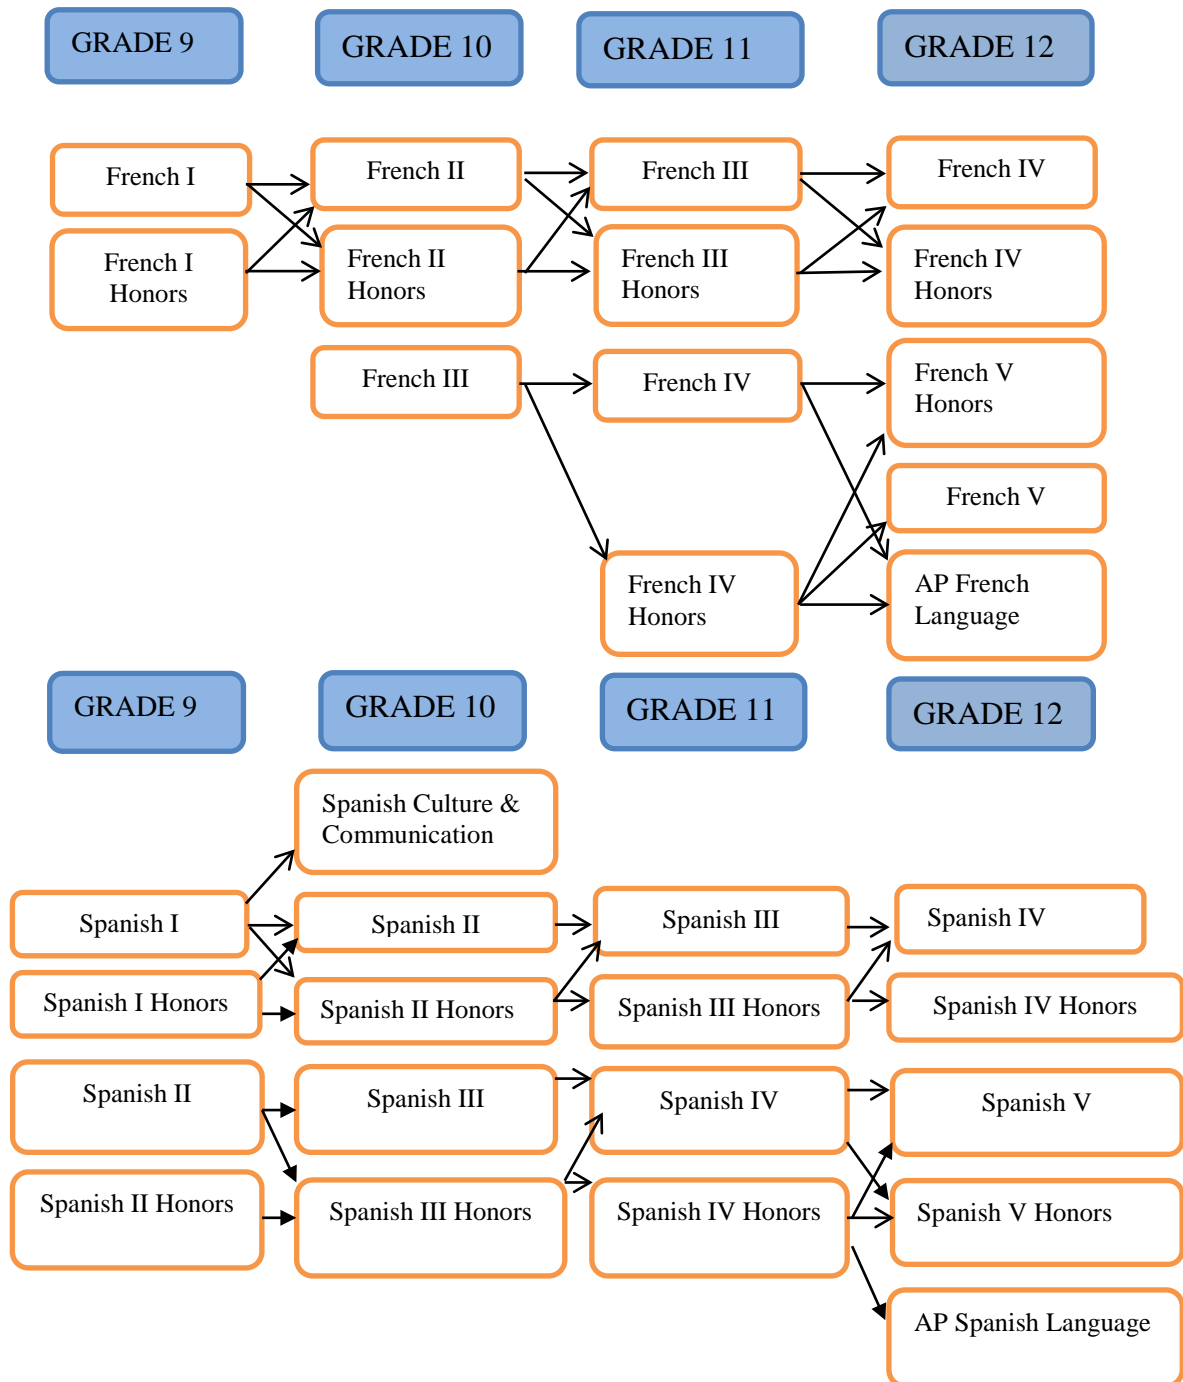 GRADE 9
GRADE 10
GRADE 11
GRADE 12
French I
French II
French III
French IV
French I
Honors
French II
Honors
French III
Honors
French IV
Honors
French III
French IV
French V
Honors
French V
French IV
Honors
AP French
Language
GRADE 9
GRADE 10
GRADE 11
GRADE 12
Spanish Culture &
Communication
Spanish I
Spanish II
Spanish III
Spanish IV
Spanish I Honors
Spanish II Honors
Spanish III Honors
Spanish IV Honors
Spanish II
Spanish III
Spanish IV
Spanish V
Spanish II Honors
Spanish III Honors
Spanish IV Honors
Spanish V Honors
AP Spanish Language